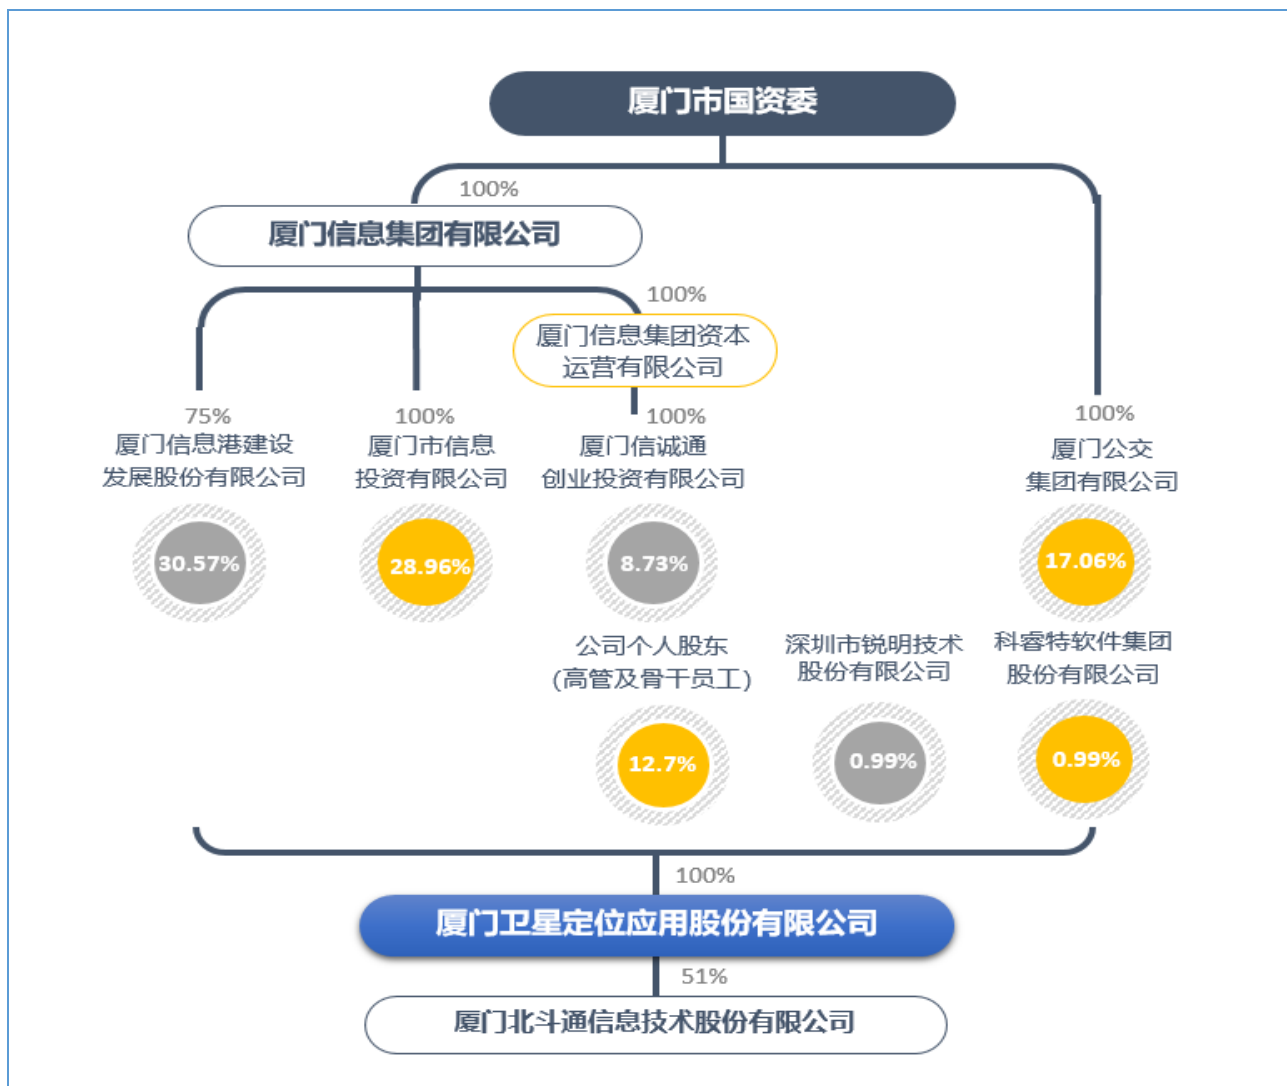 厦门市国资委
100%
厦门信息集团有限公司
100%
厦门信息集团资本
运营有限公司
75%
厦门信息港建设
发展股份有限公司
30.57%
100%
厦门市信息
投资有限公司
28.96%
100%
厦门信诚通
创业投资有限公司
8.73%
100%
厦门公交
集团有限公司
17.06%
公司个人股东
(高管及骨干员工)
12.7%
深圳市锐明技术
股份有限公司
0.99%
科睿特软件集团
股份有限公司
0.99%
100%
厦门卫星定位应用股份有限公司
51%
厦门北斗通信息技术股份有限公司